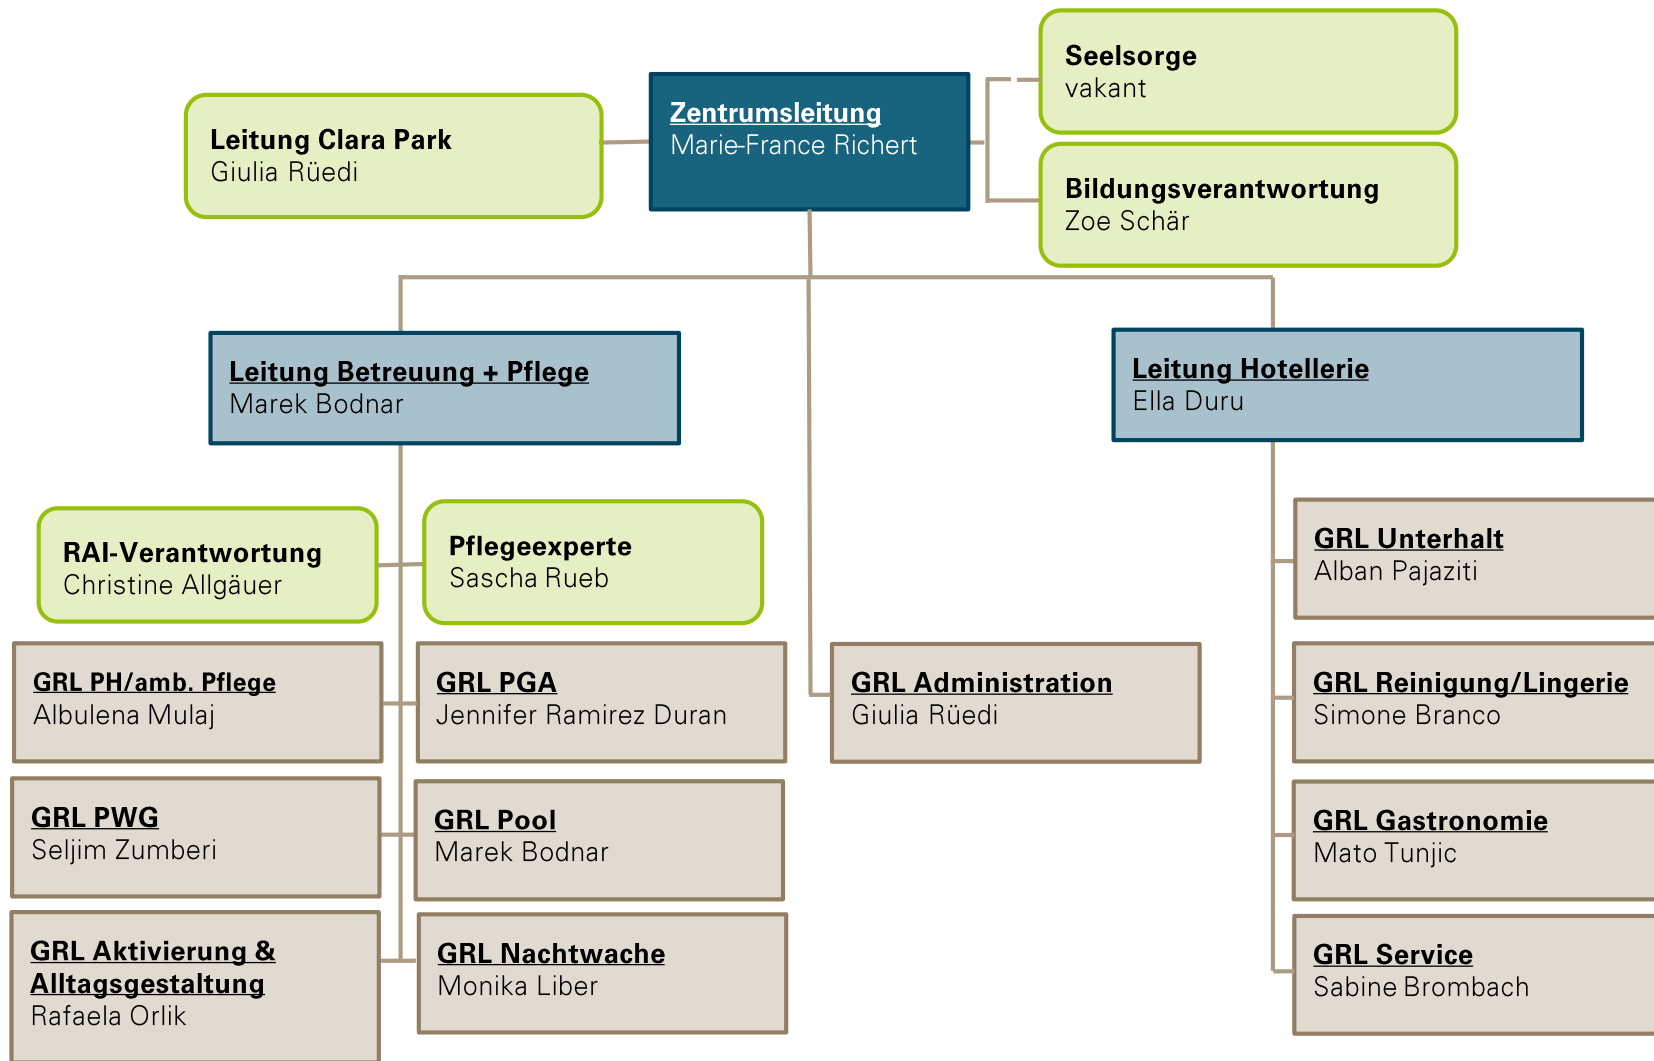 Seelsorge
vakant
Zentrumsleitung
Marie-France Richert
Leitung Clara Park
Giulia Rüedi
Bildungsverantwortung
Zoe Schär
Leitung Betreuung + Pflege
Marek Bodnar
Leitung Hotellerie
Ella Duru
RAI-Verantwortung
Christine Allgäuer
Pflegeexperte
Sascha Rueb
GRL Unterhalt
Alban Pajaziti
GRL PH/amb. Pflege
Albulena Mulaj
GRL PGA
Jennifer Ramirez Duran
GRL Administration
Giulia Rüedi
GRL Reinigung/Lingerie
Simone Branco
GRL PWG
Seljim Zumberi
GRL Pool
Marek Bodnar
GRL Gastronomie
Mato Tunjic
GRL Aktivierung &
Alltagsgestaltung
Rafaela Orlik
GRL Nachtwache
Monika Liber
GRL Service
Sabine Brombach